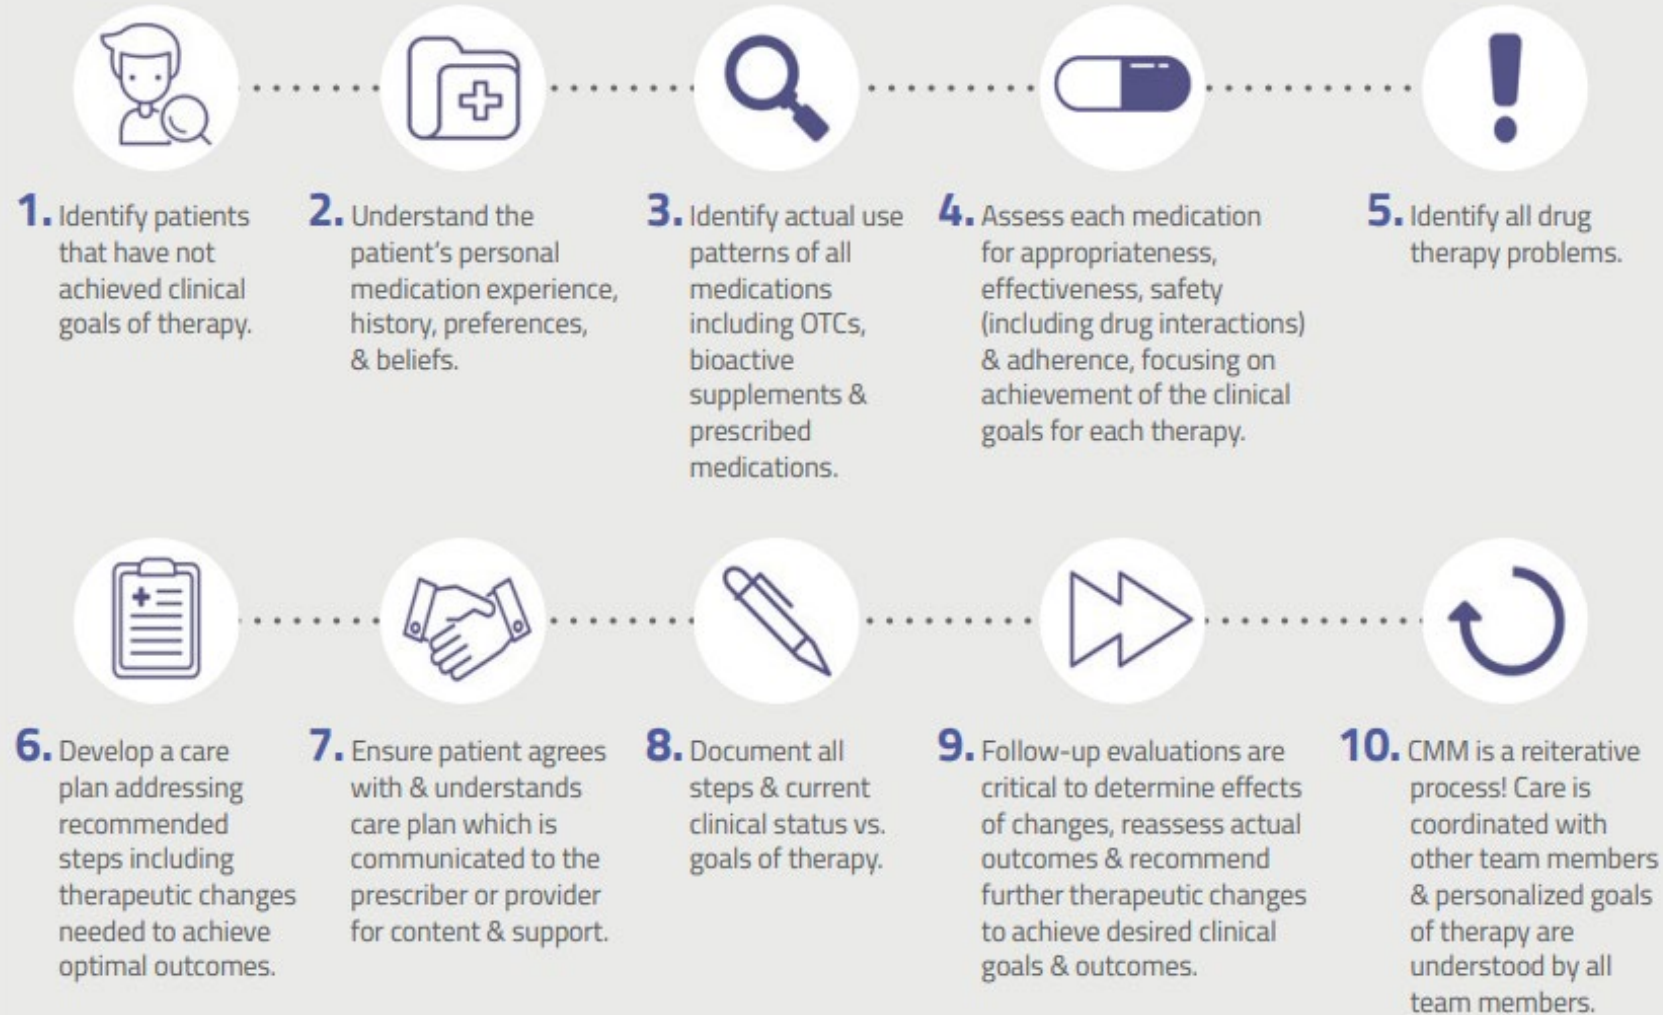 1. Identify patients
that have not
achieved clinical
goals of therapy.
2. Understand the
patient's personal
medication experience,
history, preferences,
& beliefs.
3. Identify actual use
patterns of all
medications
including OTCs,
bioactive
supplements &
prescribed
medications.
4. Assess each medication
for appropriateness,
effectiveness, safety
(including drug interactions)
& adherence, focusing on
achievement of the clinical
goals for each therapy.
5. Identify all drug
therapy problems.
6. Develop a care
plan addressing
recommended
steps including
therapeutic changes
needed to achieve
optimal outcomes.
7. Ensure patient agrees
with & understands
care plan which is
communicated to the
prescriber or provider
for content & support.
8. Document all
steps & current
clinical status vs.
goals of therapy.
9. Follow-up evaluations are
critical to determine effects
of changes, reassess actual
outcomes & recommend
further therapeutic changes
to achieve desired clinical
goals & outcomes.
10. CMM is a reiterative
process! Care is
coordinated with
other team members
& personalized goals
of therapy are
understood by all
team members.